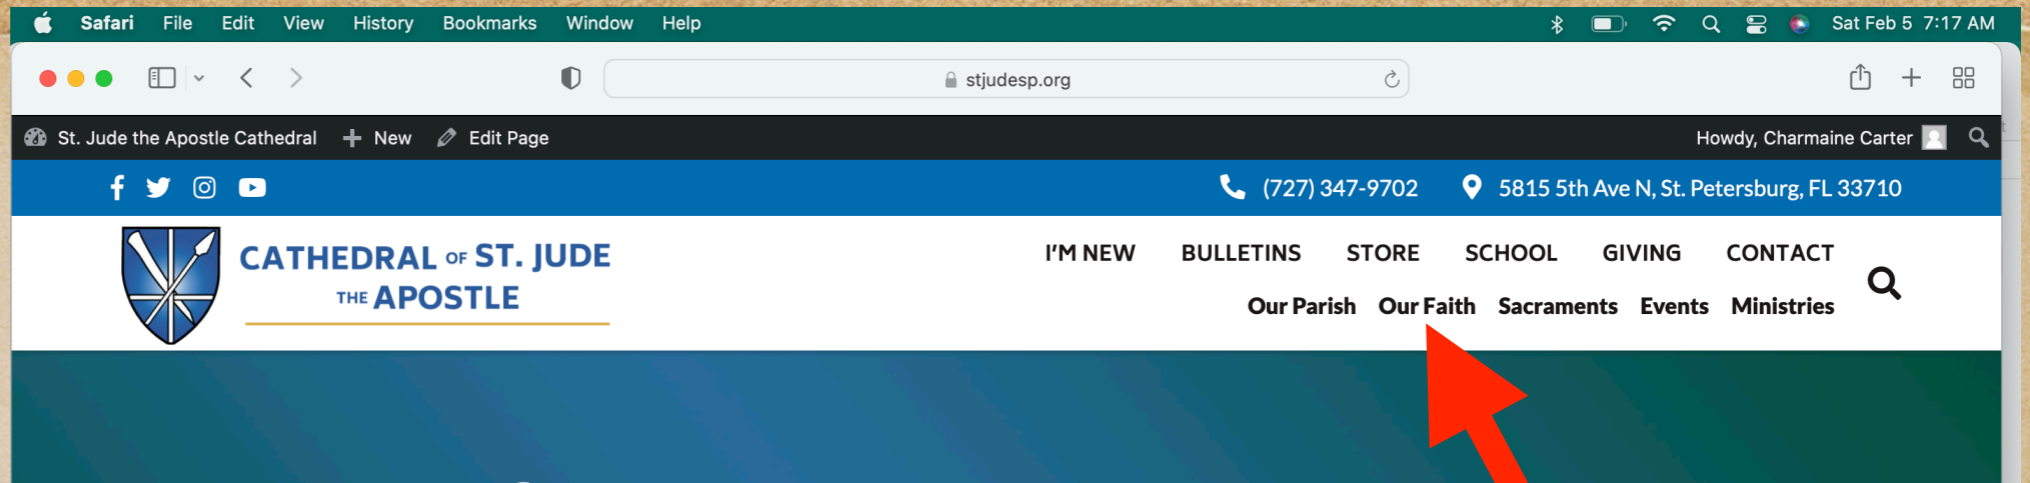 Safari File Edit View History Bookmarks Window Help Sat Feb 5 7:17 AM
stjudesp.org
St. Jude the Apostle Cathedral + New Edit Page Howdy, Charmaine Carter
(727) 347-9702 5815 5th Ave N, St. Petersburg, FL 33710
CATHEDRAL OF ST. JUDE
THE APOSTLE
I'M NEW BULLETINS STORE SCHOOL GIVING CONTACT
Our Parish Our Faith Sacraments Events Ministries